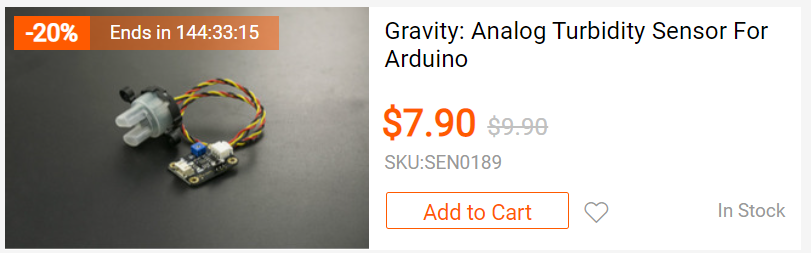 -20% Ends in 144:33:15
Gravity: Analog Turbidity Sensor For
Arduino
$7.90 $9.90
SKU:SEN0189
Add to Cart In Stock